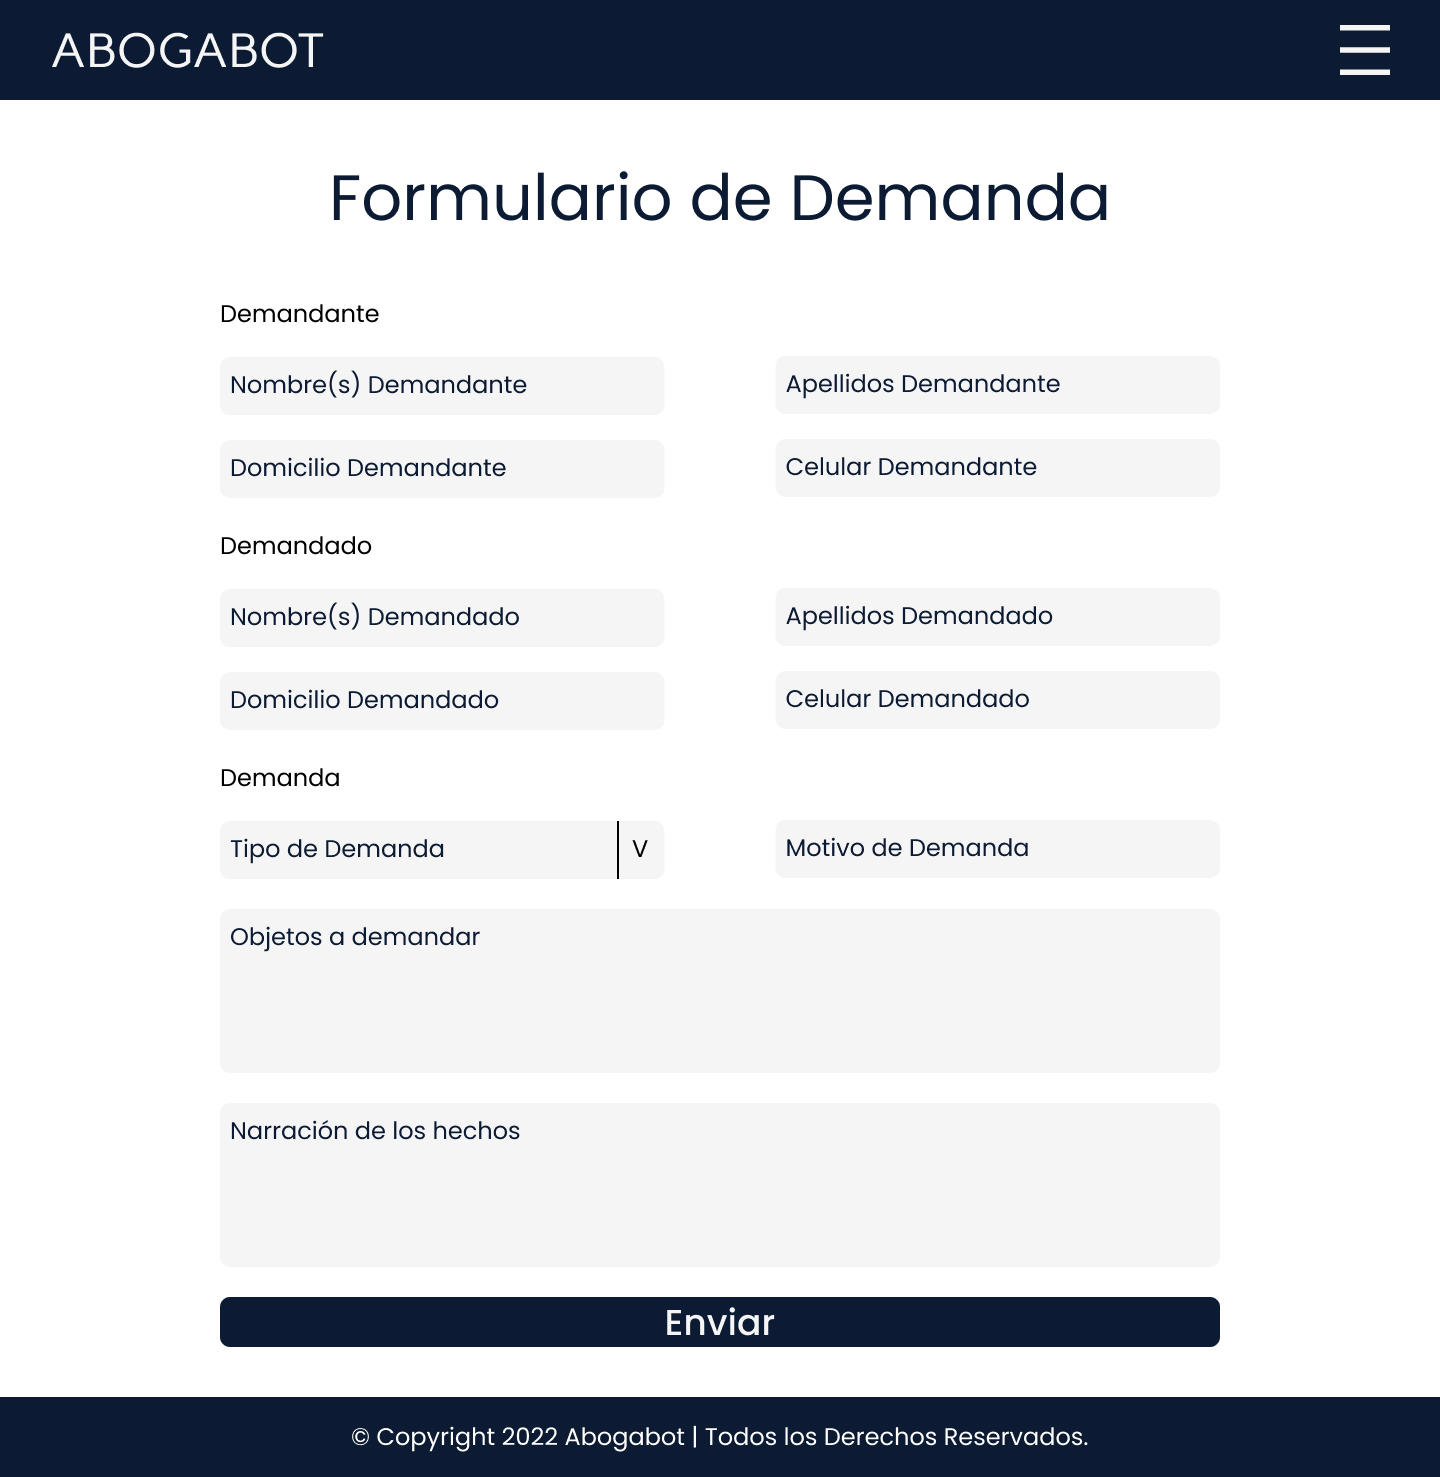 ABOGABOT
Formulario de Demanda
Demandante
Nombre(s) Demandante
Apellidos Demandante
Domicilio Demandante
Celular Demandante
Demandado
Nombre(s) Demandado
Apellidos Demandado
Domicilio Demandado
Celular Demandado
Demanda
Tipo de Demanda V
Motivo de Demanda
Objetos a demandar
Narración de los hechos
Enviar
© Copyright 2022 Abogabot | Todos los Derechos Reservados.